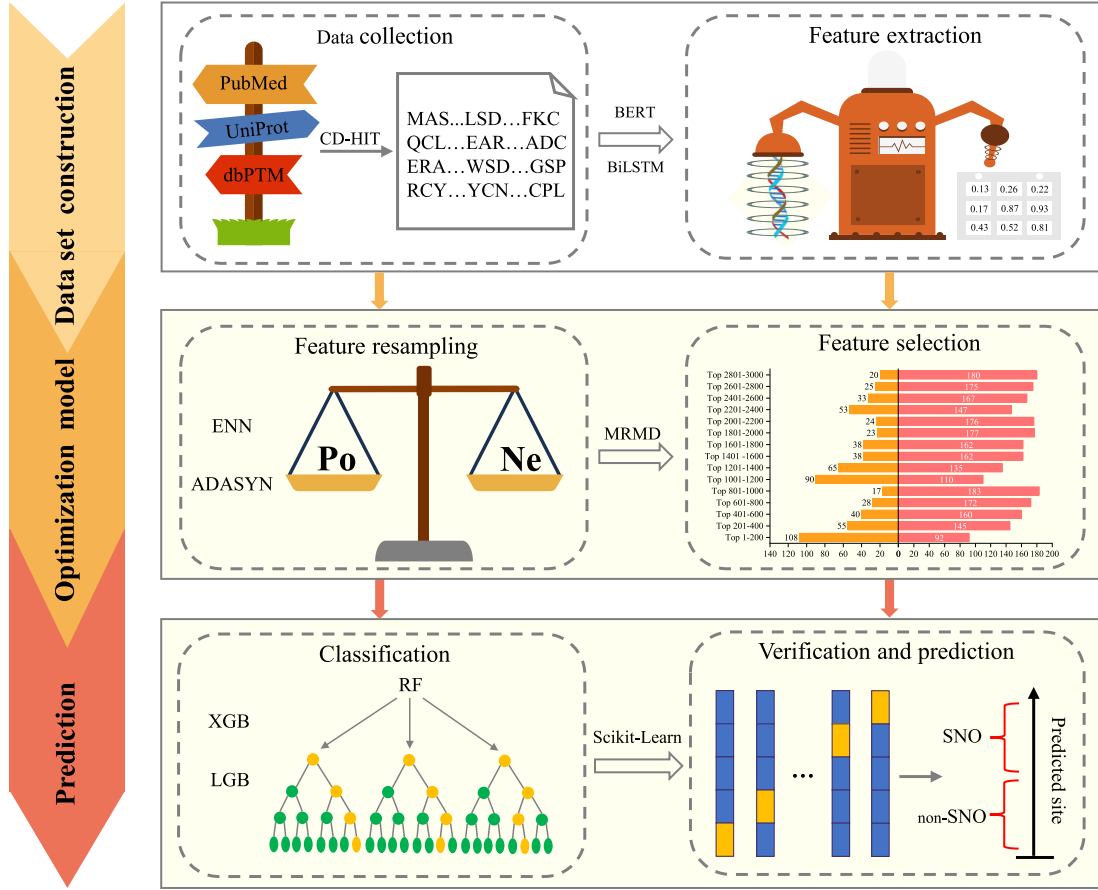 Data set construction
Optimization model
Prediction
Data collection
PubMed
UniProt
dbPTM
CD-HIT
MAS...LSD...FKC
QCL...EAR...ADC
ERA...WSD...GSP
RCY...YCN...CPL
BERT
BiLSTM
Feature extraction
0.13 0.26 0.22
0.17 0.87 0.93
0.43 0.52 0.81
Feature resampling
ENN
ADASYN
Po
Ne
MRMD
Feature selection
Top 2801-3000 20 180
Top 2601-2800 25 175
Top 2401-2600 33 167
Top 2201-2400 53 147
Top 2001-2200 24 176
Top 1801-2000 23 177
Top 1601-1800 38 162
Top 1401 -1600 38 162
Top 1201-1400 65 135
Top 1001-1200 90 110
Top 801-1000 17 183
Top 601-800 28 172
Top 401-600 40 160
Top 201-400 55 145
Top 1-200 108 92
140 120 100 80 60 40 20 0 0 20 40 60 80 100 120 140 160 180 200
Classification
RF
XGB
LGB
Scikit-Learn
Verification and prediction
...
SNO
non-SNO
Predicted site